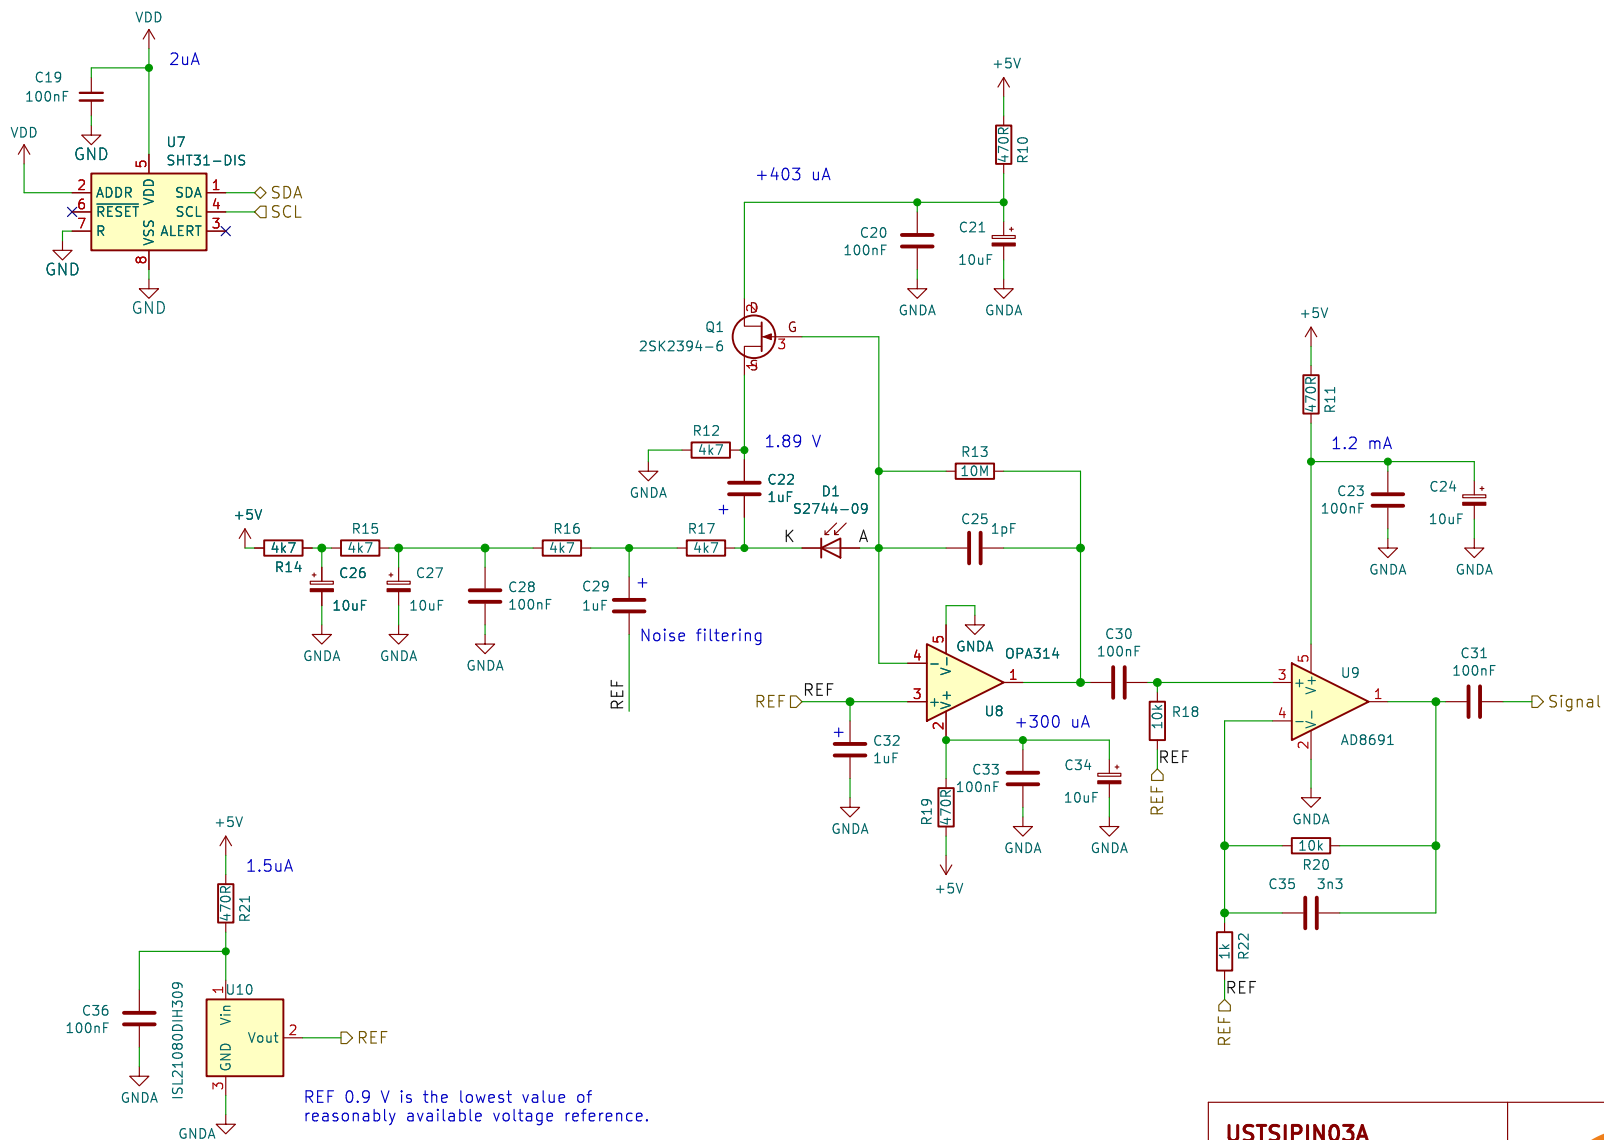 VDD
2uA
C19
100nF
GND
VDD
U7
SHT31-DIS
2 ADDR
6 RESET
7 R
5 VDD
VSS 8
SDA 1
SCL 4
ALERT 3
SDA
SCL
GND
GND
+5V
470R
R10
+403 uA
C20
100nF
C21
10uF
GNDA
GNDA
Q1
2SK2394-6
D
2
G
3
S
1
R12
4k7
1.89 V
GNDA
C22
1uF
+
D1
S2744-09
K
A
R13
10M
C25
1pF
+5V
4k7
R14
R15
4k7
R16
4k7
R17
4k7
C26
10uF
C27
10uF
C28
100nF
C29
1uF
+
Noise filtering
GNDA
GNDA
GNDA
REF
+5V
470R
R11
1.2 mA
C23
100nF
C24
10uF
GNDA
GNDA
GNDA
OPA314
4
3
5
2
1
V-
V+
U8
+300 uA
REF
REF
C32
1uF
+
GNDA
C33
100nF
C34
10uF
R19
470R
GNDA
GNDA
+5V
C30
100nF
10k
R18
REF
REF
3
4
5
2
1
V+
V-
U9
AD8691
GNDA
C31
100nF
Signal
10k
R20
C35
3n3
1k
R22
REF
REF
+5V
1.5uA
470R
R21
C36
100nF
GNDA
ISL21080DIH309
U10
1
Vin
Vout
2
GND
3
REF
GNDA
REF 0.9 V is the lowest value of
reasonably available voltage reference.
USTSIPIN03A